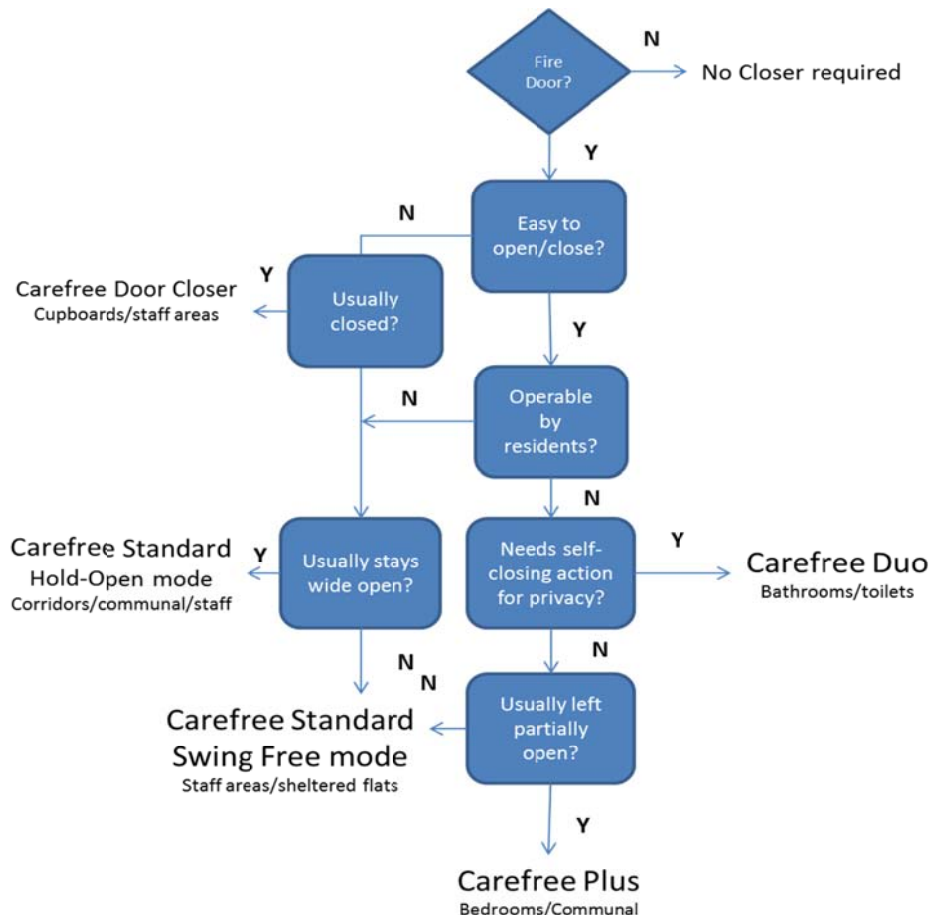 Fire
Door?
N
No Closer required
Y
Easy to
open/close?
N
Y
Carefree Door Closer
Cupboards/staff areas
Usually
closed?
Y
Operable
by
residents?
N
N
Carefree Standard
Hold-Open mode
Corridors/communal/staff
Y
Usually stays
wide open?
Needs self-
closing action
for privacy?
Y
Carefree Duo
Bathrooms/toilets
N
N
N
Usually left
partially
open?
Carefree Standard
Swing Free mode
Staff areas/sheltered flats
Y
Carefree Plus
Bedrooms/Communal